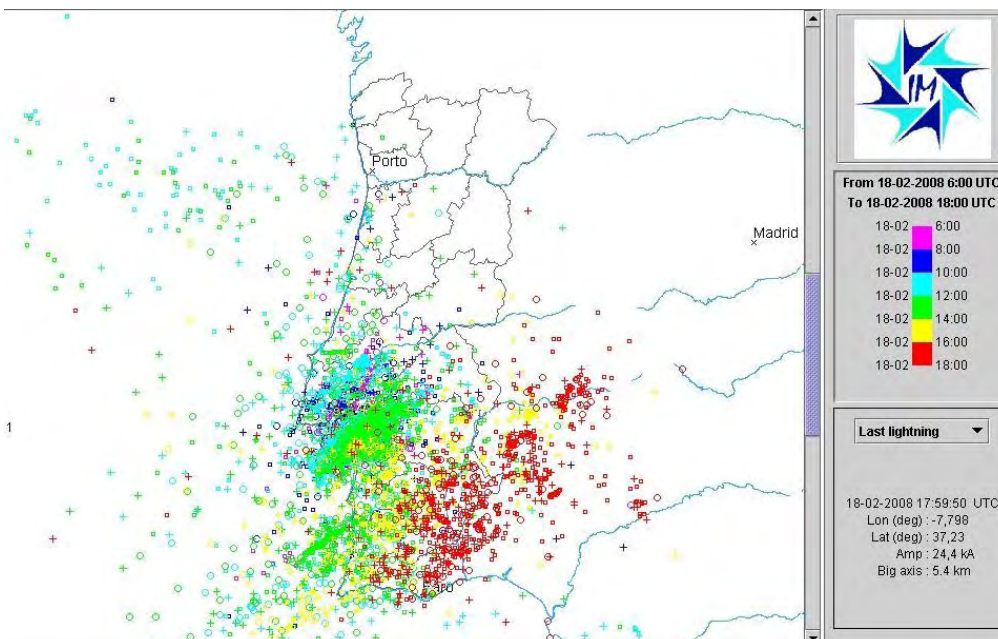 Porto
Madrid
1
IM
From 18-02-2008 6:00 UTC
To 18-02-2008 18:00 UTC
18-02 6:00
18-02 8:00
18-02 10:00
18-02 12:00
18-02 14:00
18-02 16:00
18-02 18:00
Last lightning
18-02-2008 17:59:50 UTC
Lon (deg) : -7,798
Lat (deg) : 37,23
Amp : 24,4 kA
Big axis : 5.4 km